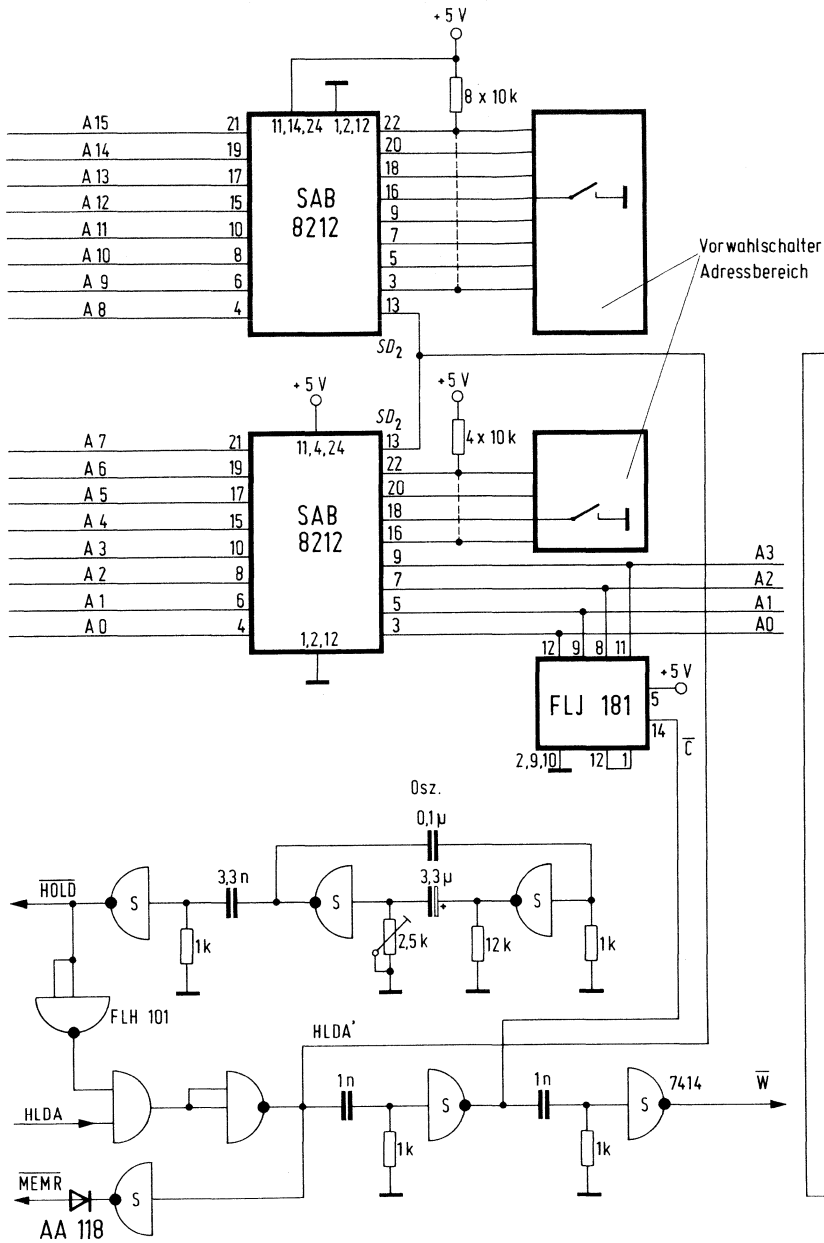 +5 V
8 x 10 k
A 15 21 11,14,24 1,2,12 22
A 14 19 20
A 13 17 18
A 12 15 SAB 8212 16
A 11 10 9
A 10 8 7
A 9 6 5
A 8 4 3
13
SD2
Vorwahlschalter
Adressbereich
+5 V
+5 V
SD2
4 x 10 k
A 7 21 11,4,24 13
A 6 19 22
A 5 17 20
A 4 15 SAB 8212 18
A 3 10 16
A 2 8 9 A3
A 1 6 7 A2
A 0 4 5 A1
1,2,12 3 A0
12 9 8 11
+5 V
FLJ 181 5
14
C̅
2,9,10 12 1
Osz.
0,1 µ
H̅O̅L̅D̅ S 3,3 n S 3,3 µ S
+
1k 2,5 k 12 k 1k
FLH 101
HLDA'
HLDA 1n S 1n S 7414 W̅
1k 1k
M̅E̅M̅R̅ S
AA 118